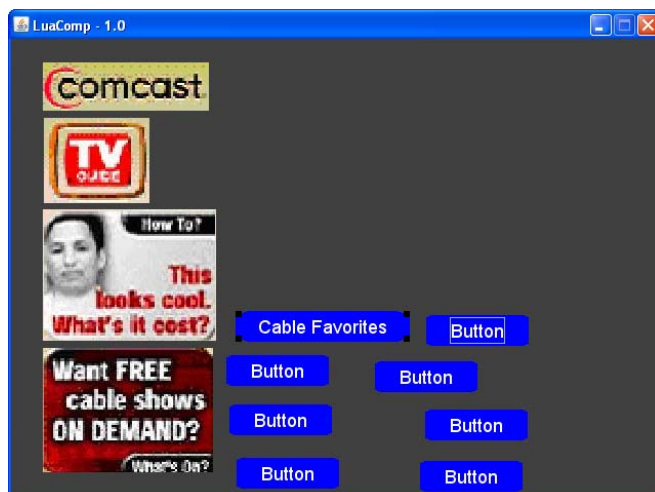 LuaComp - 1.0
comcast
TV
GUIDE
How To?
This
looks cool.
What's it cost?
Cable Favorites
Button
Want FREE
cable shows
ON DEMAND?
What's On?
Button
Button
Button
Button
Button
Button